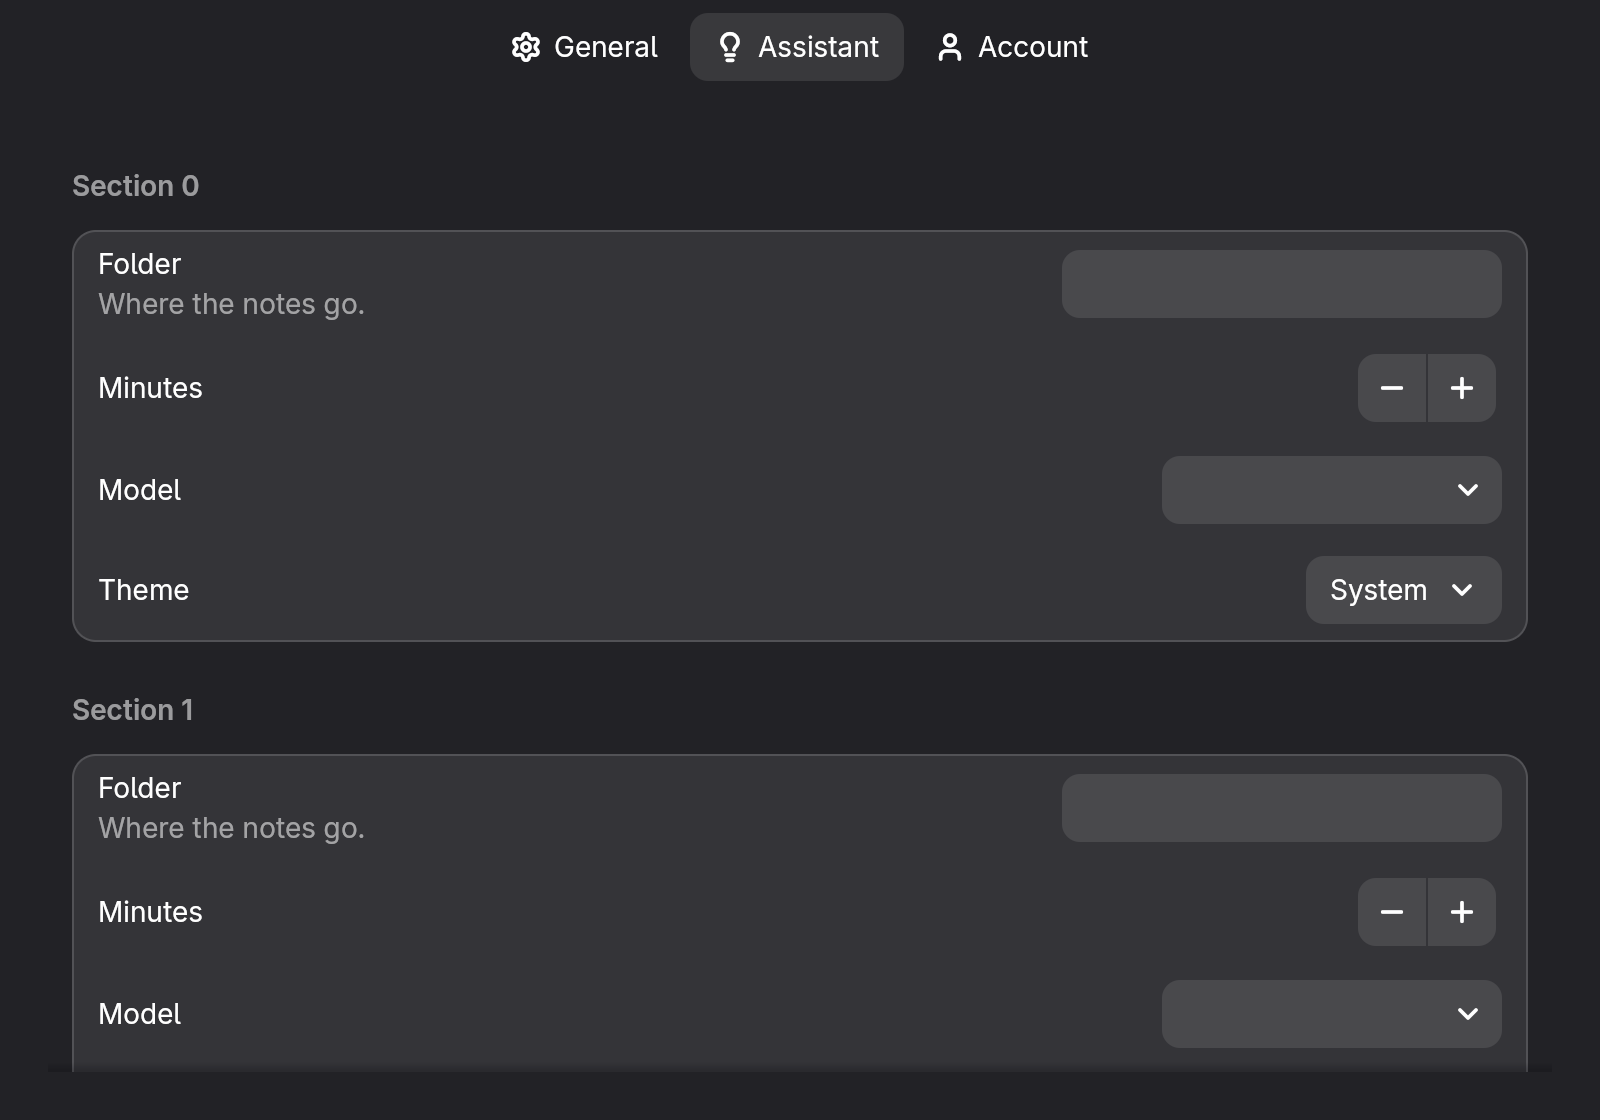 General Assistant Account
Section 0
Folder
Where the notes go.
Minutes
Model
Theme System
Section 1
Folder
Where the notes go.
Minutes
Model